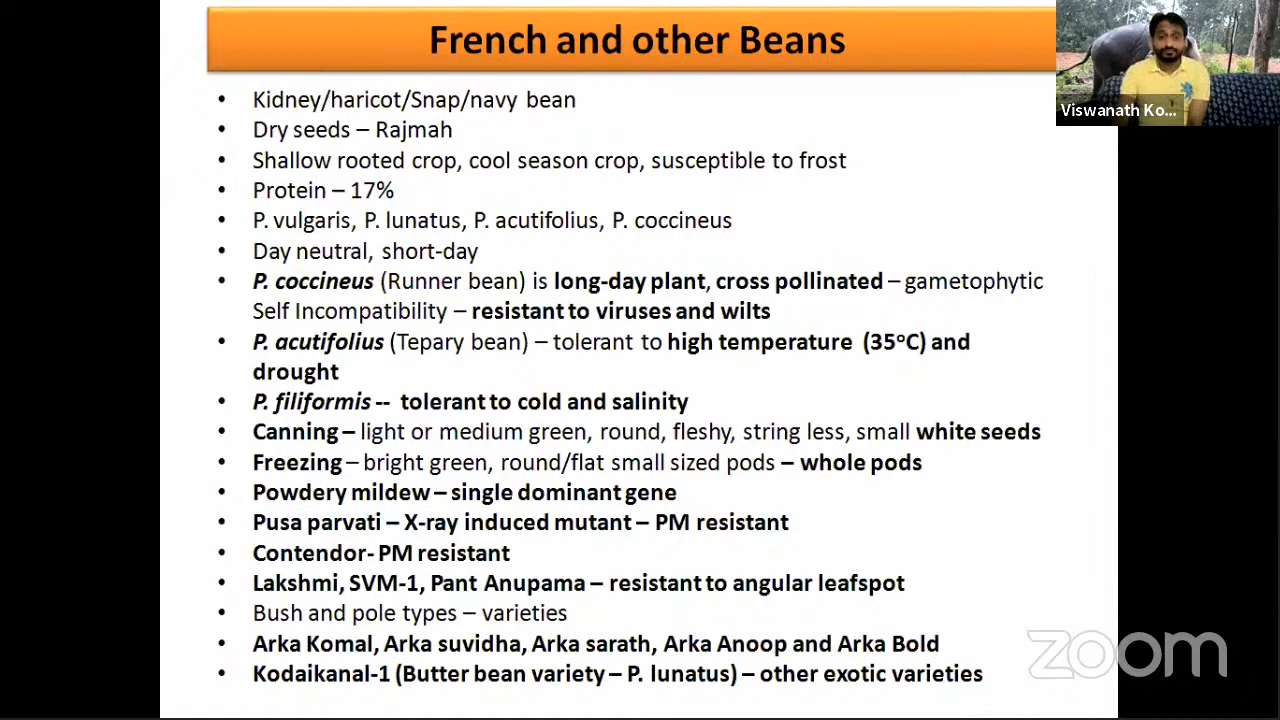 French and other Beans
Viswanath Ko...
• Kidney/haricot/Snap/navy bean
• Dry seeds – Rajmah
• Shallow rooted crop, cool season crop, susceptible to frost
• Protein – 17%
• P. vulgaris, P. lunatus, P. acutifolius, P. coccineus
• Day neutral, short-day
• P. coccineus (Runner bean) is long-day plant, cross pollinated – gametophytic
Self Incompatibility – resistant to viruses and wilts
• P. acutifolius (Tepary bean) – tolerant to high temperature (35°C) and
drought
• P. filiformis -- tolerant to cold and salinity
• Canning – light or medium green, round, fleshy, string less, small white seeds
• Freezing – bright green, round/flat small sized pods – whole pods
• Powdery mildew – single dominant gene
• Pusa parvati – X-ray induced mutant – PM resistant
• Contendor- PM resistant
• Lakshmi, SVM-1, Pant Anupama – resistant to angular leafspot
• Bush and pole types – varieties
• Arka Komal, Arka suvidha, Arka sarath, Arka Anoop and Arka Bold
• Kodaikanal-1 (Butter bean variety – P. lunatus) – other exotic varieties
zoom